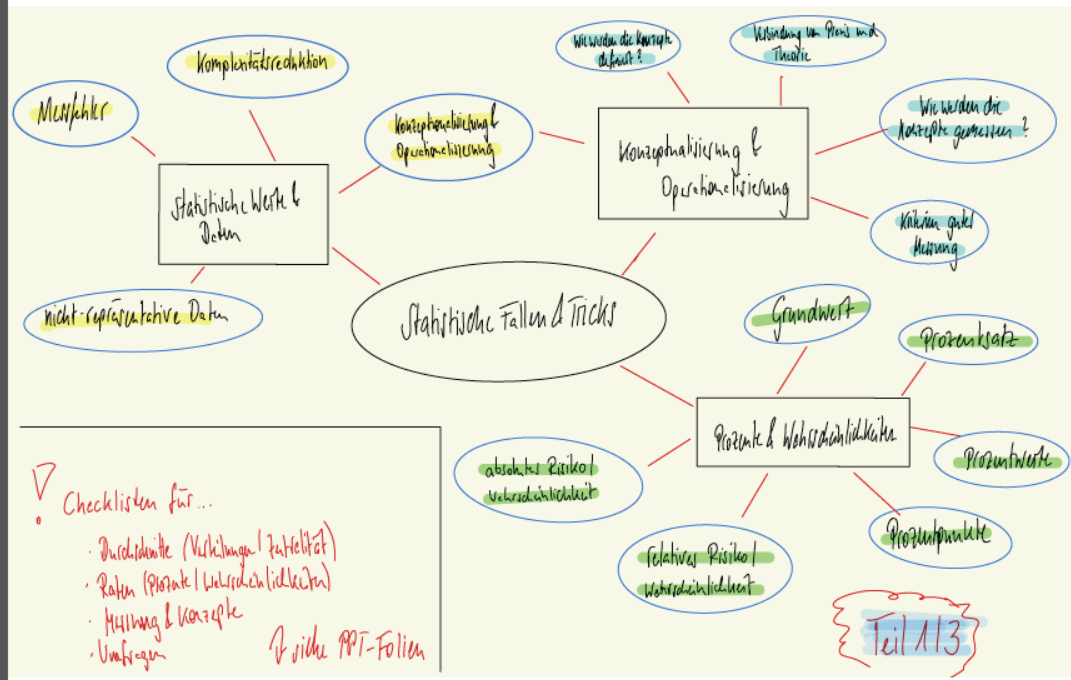 Komplexitätsreduktion
Messfehler
Konzeptualisierung &
Operationalisierung
Statistische Werte &
Daten
nicht-repräsentative Daten
Wie werden die Konzepte
definiert?
Verbindung von Praxis und
Theorie
Wie werden die
Konzepte gemessen?
Konzeptualisierung &
Operationalisierung
Kriterien guter
Messung
Statistische Fallen & Tricks
Grundwert
Prozentsatz
Prozente & Wahrscheinlichkeiten
Prozentwerte
absolutes Risiko /
Wahrscheinlichkeit
Prozentpunkte
relatives Risiko /
Wahrscheinlichkeit
! Checklisten für...
· Durchschnitte (Verteilungen / Zentralität)
· Raten (Prozente / Wahrscheinlichkeiten)
· Messung & Konzepte
· Umfragen
siehe PPT-Folien
Teil 1/3